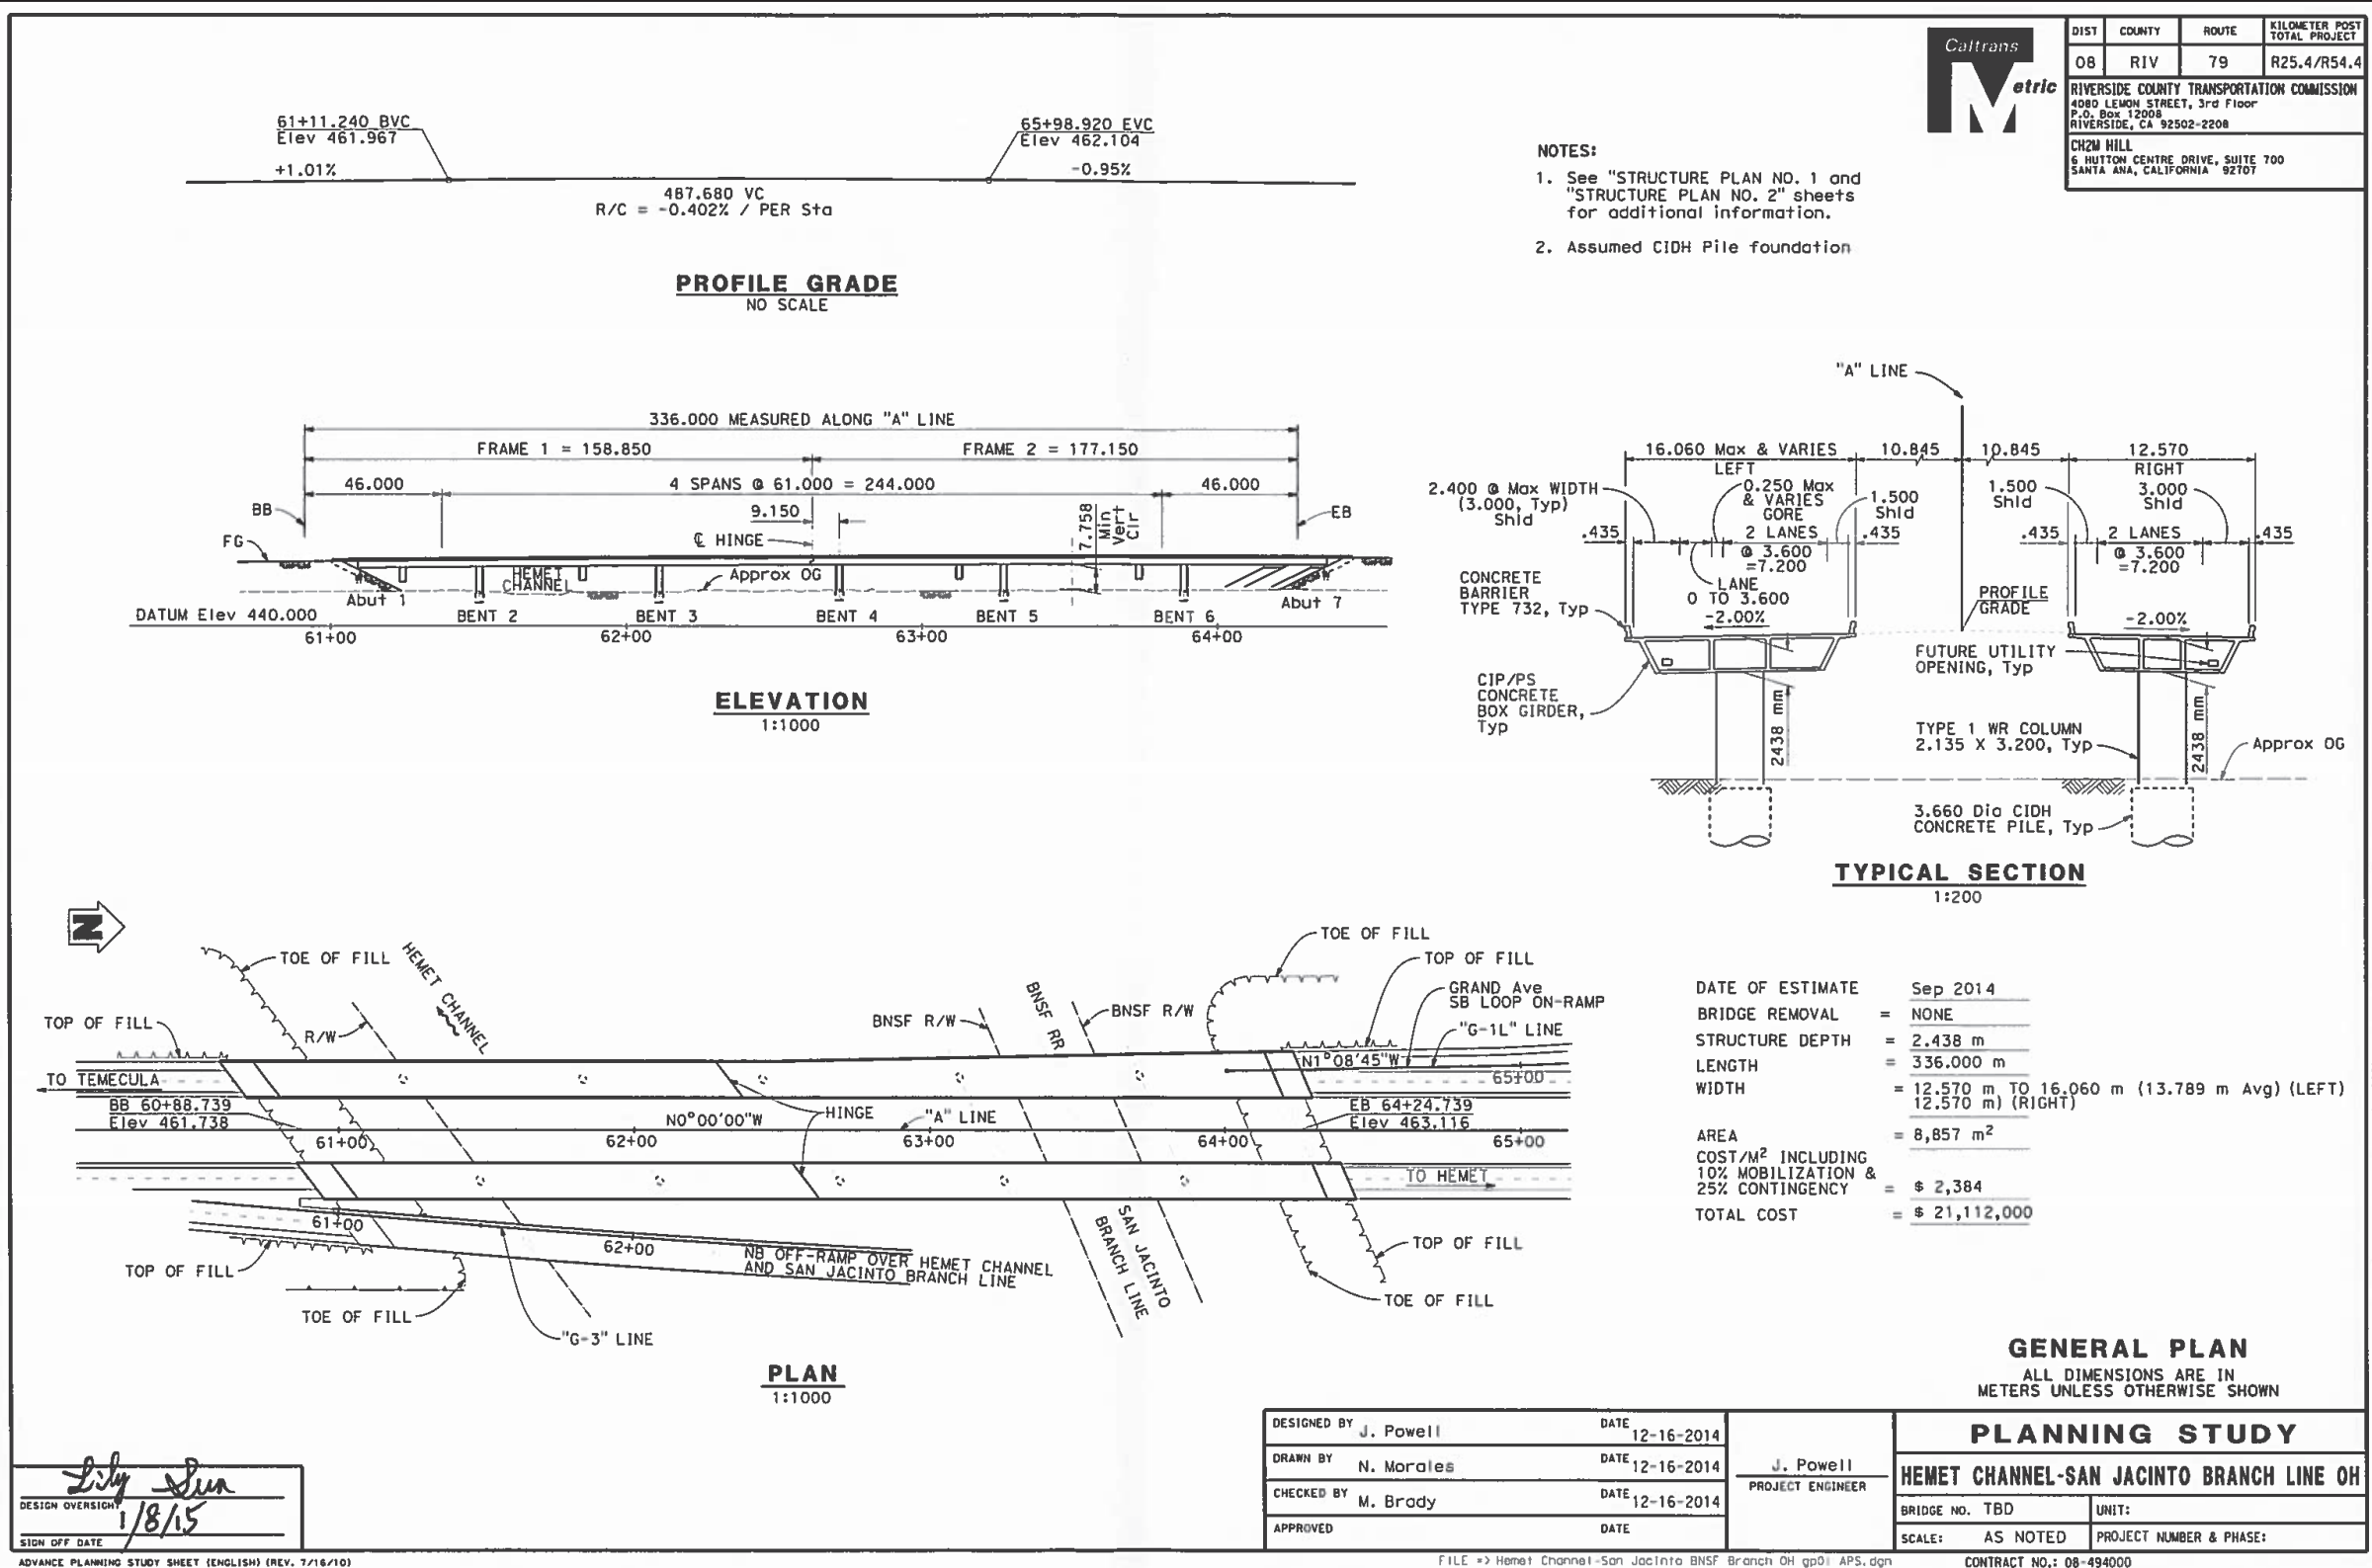 Caltrans
Metric
DIST COUNTY ROUTE KILOMETER POST TOTAL PROJECT
08 RIV 79 R25.4/R54.4
RIVERSIDE COUNTY TRANSPORTATION COMMISSION
4080 LEMON STREET, 3rd Floor
P.O. Box 12008
RIVERSIDE, CA 92502-2208
CH2M HILL
6 HUTTON CENTRE DRIVE, SUITE 700
SANTA ANA, CALIFORNIA 92707
61+11.240 BVC
Elev 461.967
+1.01%
65+98.920 EVC
Elev 462.104
-0.95%
487.680 VC
R/C = -0.402% / PER Sta
PROFILE GRADE
NO SCALE
NOTES:
1. See "STRUCTURE PLAN NO. 1 and
"STRUCTURE PLAN NO. 2" sheets
for additional information.
2. Assumed CIDH Pile foundation
336.000 MEASURED ALONG "A" LINE
FRAME 1 = 158.850
FRAME 2 = 177.150
46.000
4 SPANS @ 61.000 = 244.000
46.000
BB
9.150
7.758
Min
Vert
Clr
EB
FG
℄ HINGE
HEMET
CHANNEL
Approx OG
Abut 1
Abut 7
DATUM Elev 440.000
BENT 2
BENT 3
BENT 4
BENT 5
BENT 6
61+00
62+00
63+00
64+00
ELEVATION
1:1000
"A" LINE
16.060 Max & VARIES
10.845
10.845
12.570
LEFT
RIGHT
2.400 @ Max WIDTH
(3.000, Typ)
Shld
0.250 Max
& VARIES
GORE
1.500
Shld
1.500
Shld
3.000
Shld
.435
2 LANES
@ 3.600
=7.200
.435
.435
2 LANES
@ 3.600
=7.200
.435
LANE
0 TO 3.600
CONCRETE
BARRIER
TYPE 732, Typ
PROFILE
GRADE
-2.00%
-2.00%
FUTURE UTILITY
OPENING, Typ
CIP/PS
CONCRETE
BOX GIRDER,
Typ
2438 mm
2438 mm
TYPE 1 WR COLUMN
2.135 X 3.200, Typ
Approx OG
3.660 Dia CIDH
CONCRETE PILE, Typ
TYPICAL SECTION
1:200
N
TOE OF FILL
HEMET CHANNEL
TOP OF FILL
R/W
BNSF R/W
BNSF RR
BNSF R/W
TOE OF FILL
TOP OF FILL
GRAND Ave
SB LOOP ON-RAMP
"G-1L" LINE
N1°08'45"W
65+00
TO TEMECULA
BB 60+88.739
Elev 461.738
HINGE
N0°00'00"W
"A" LINE
EB 64+24.739
Elev 463.116
61+00
62+00
63+00
64+00
65+00
TO HEMET
61+00
62+00
NB OFF-RAMP OVER HEMET CHANNEL
AND SAN JACINTO BRANCH LINE
SAN JACINTO
BRANCH LINE
TOP OF FILL
TOE OF FILL
"G-3" LINE
TOP OF FILL
TOE OF FILL
PLAN
1:1000
DATE OF ESTIMATE Sep 2014
BRIDGE REMOVAL = NONE
STRUCTURE DEPTH = 2.438 m
LENGTH = 336.000 m
WIDTH = 12.570 m TO 16.060 m (13.789 m Avg) (LEFT)
12.570 m) (RIGHT)
AREA = 8,857 m²
COST/M² INCLUDING
10% MOBILIZATION &
25% CONTINGENCY = $ 2,384
TOTAL COST = $ 21,112,000
GENERAL PLAN
ALL DIMENSIONS ARE IN
METERS UNLESS OTHERWISE SHOWN
DESIGNED BY J. Powell DATE 12-16-2014
DRAWN BY N. Morales DATE 12-16-2014
CHECKED BY M. Brady DATE 12-16-2014
APPROVED DATE
J. Powell
PROJECT ENGINEER
PLANNING STUDY
HEMET CHANNEL-SAN JACINTO BRANCH LINE OH
BRIDGE NO. TBD UNIT:
SCALE: AS NOTED PROJECT NUMBER & PHASE:
CONTRACT NO.: 08-494000
Lily Sun
DESIGN OVERSIGHT
1/8/15
SIGN OFF DATE
ADVANCE PLANNING STUDY SHEET (ENGLISH) (REV. 7/16/10)
FILE => Hemet Channel-San Jacinto BNSF Branch OH gp01 APS.dgn